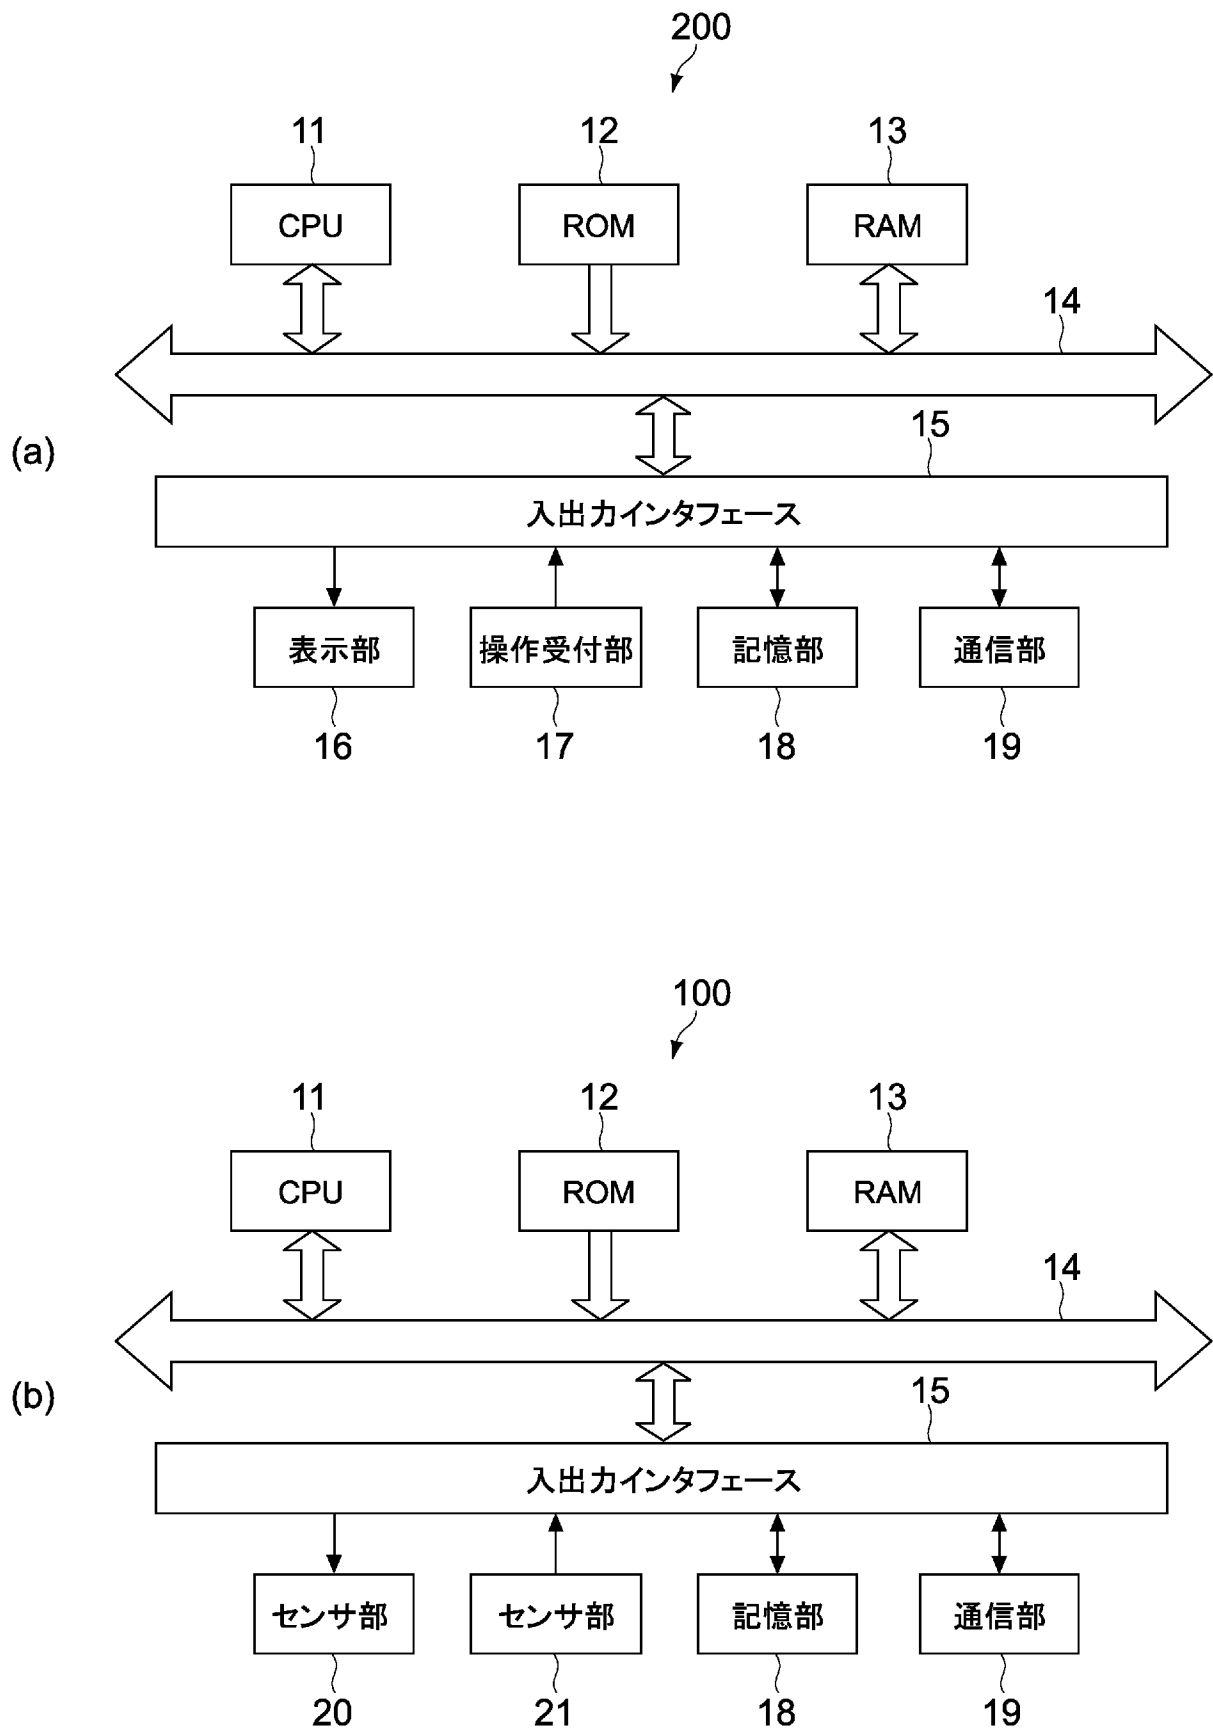 200
11 12 13
CPU ROM RAM
14
(a)
15
入出力インタフェース
表示部 操作受付部 記憶部 通信部
16 17 18 19
100
11 12 13
CPU ROM RAM
14
(b)
15
入出力インタフェース
センサ部 センサ部 記憶部 通信部
20 21 18 19